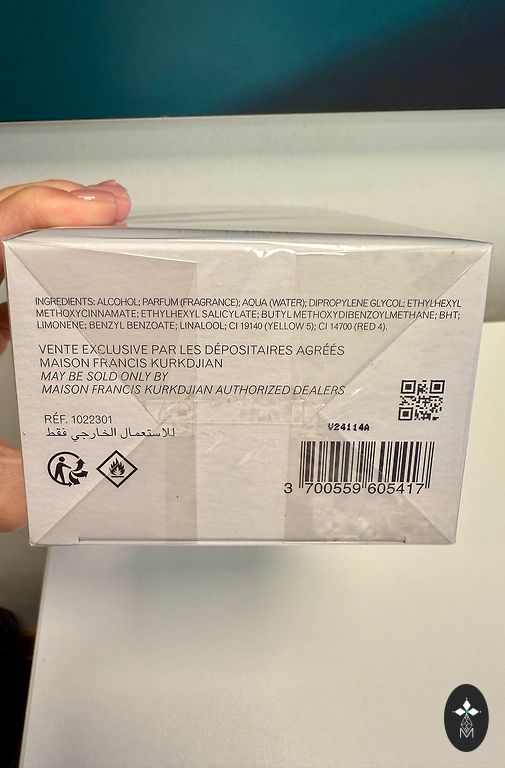 INGREDIENTS: ALCOHOL; PARFUM (FRAGRANCE); AQUA (WATER); DIPROPYLENE GLYCOL; ETHYLHEXYL
METHOXYCINNAMATE; ETHYLHEXYL SALICYLATE; BUTYL METHOXYDIBENZOYLMETHANE; BHT;
LIMONENE; BENZYL BENZOATE; LINALOOL; CI 19140 (YELLOW 5); CI 14700 (RED 4).
VENTE EXCLUSIVE PAR LES DÉPOSITAIRES AGRÉÉS
MAISON FRANCIS KURKDJIAN
MAY BE SOLD ONLY BY
MAISON FRANCIS KURKDJIAN AUTHORIZED DEALERS
RÉF. 1022301
للاستعمال الخارجي فقط
V24114A
3 700559 605417
M